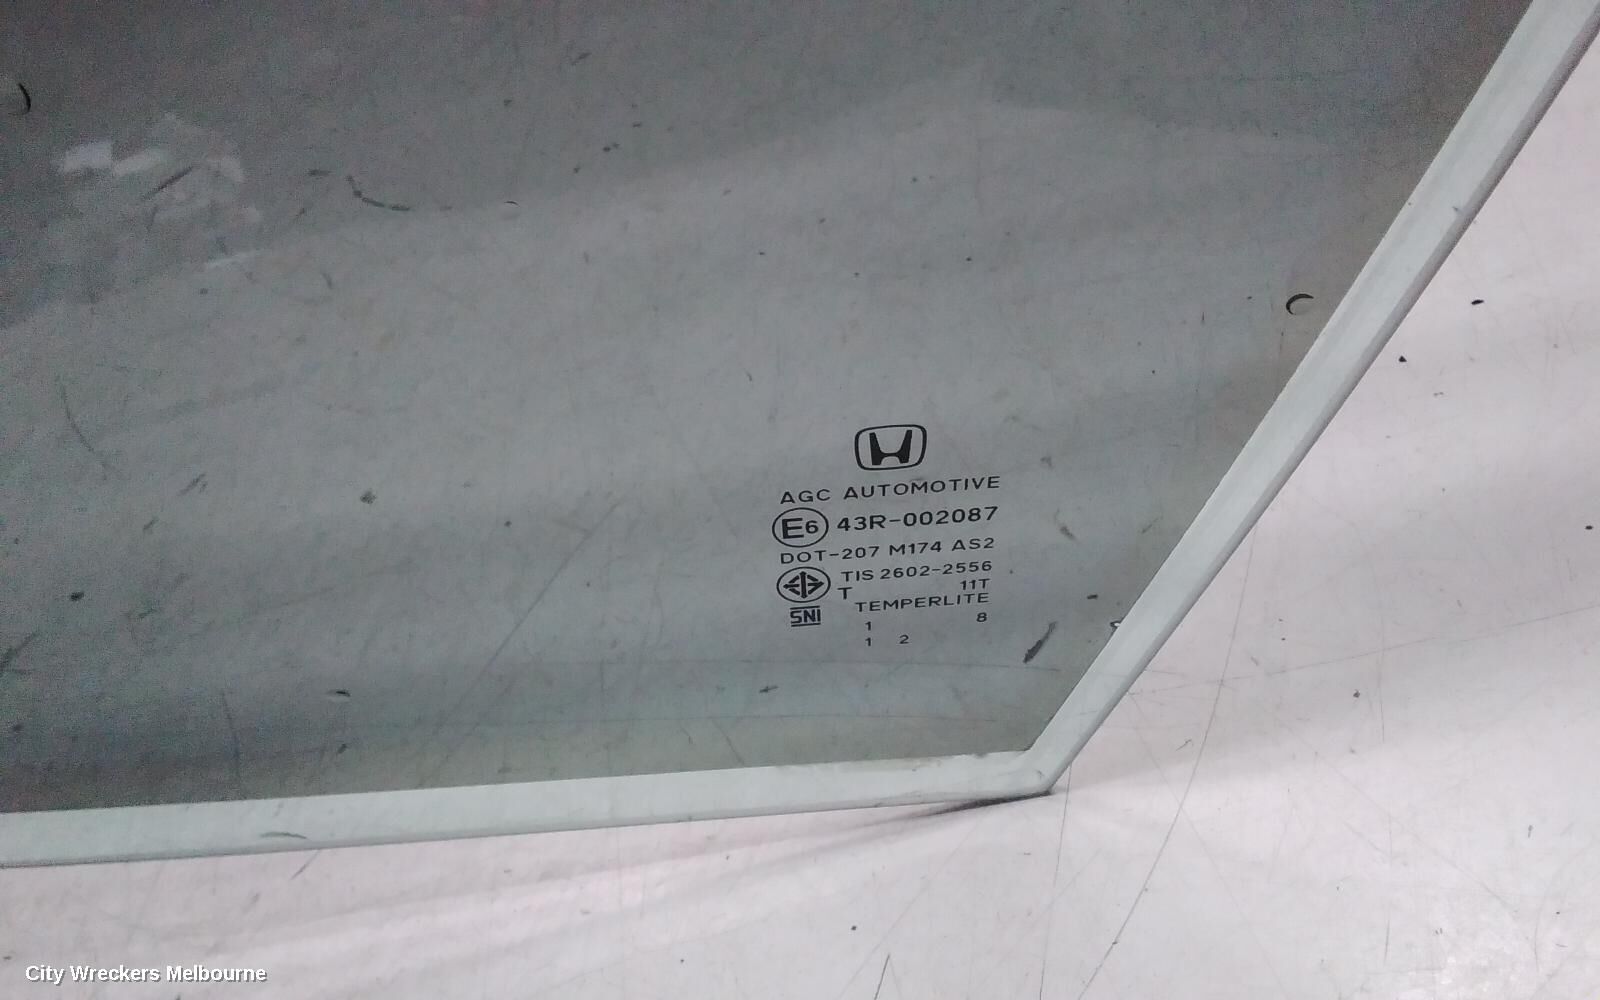 AGC AUTOMOTIVE
E6 43R-002087
DOT-207 M174 AS2
TIS 2602-2556
T 11T
TEMPERLITE
SNI
1 8
1 2
City Wreckers Melbourne